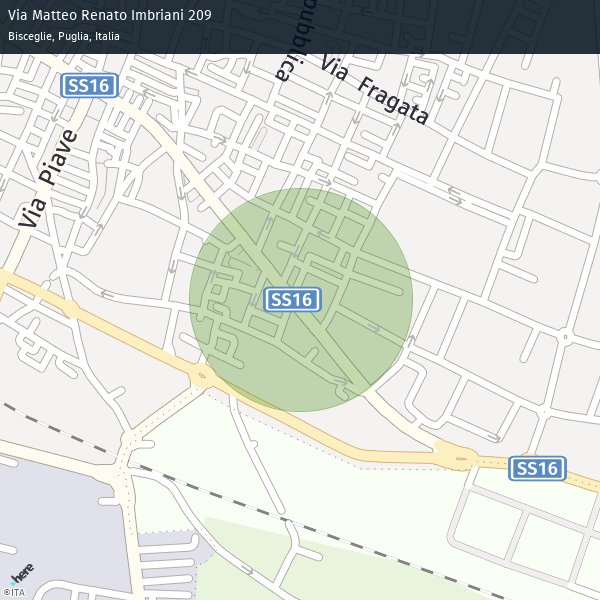 Via Matteo Renato Imbriani 209
Bisceglie, Puglia, Italia
SS16
Via Fragata
Via Piave
SS16
SS16
here
©ITA